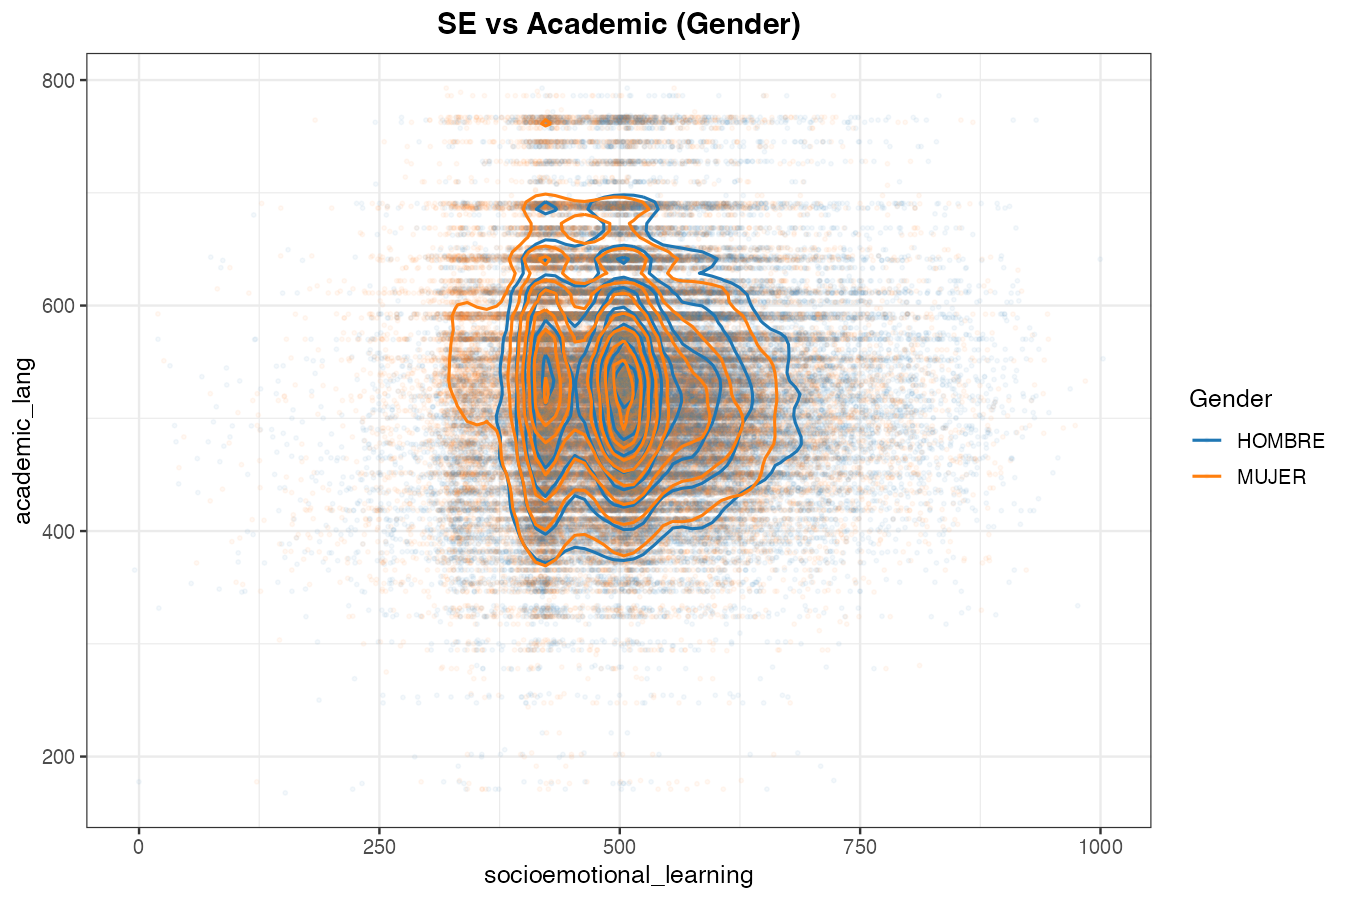 SE vs Academic (Gender)
800
600
400
200
academic_lang
0
250
500
750
1000
socioemotional_learning
Gender
HOMBRE
MUJER